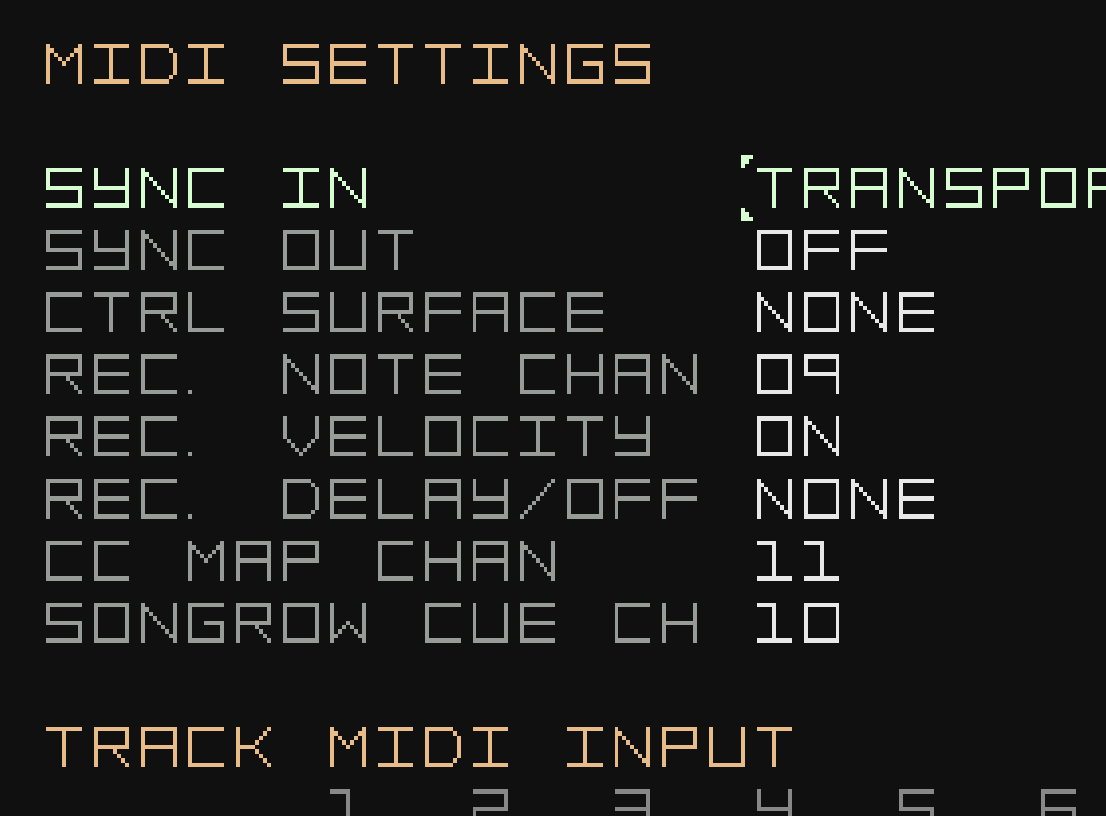 MIDI SETTINGS
SYNC IN TRANSPOR
SYNC OUT OFF
CTRL SURFACE NONE
REC. NOTE CHAN 09
REC. VELOCITY ON
REC. DELAY/OFF NONE
CC MAP CHAN 11
SONGROW CUE CH 10
TRACK MIDI INPUT
1 2 3 4 5 6